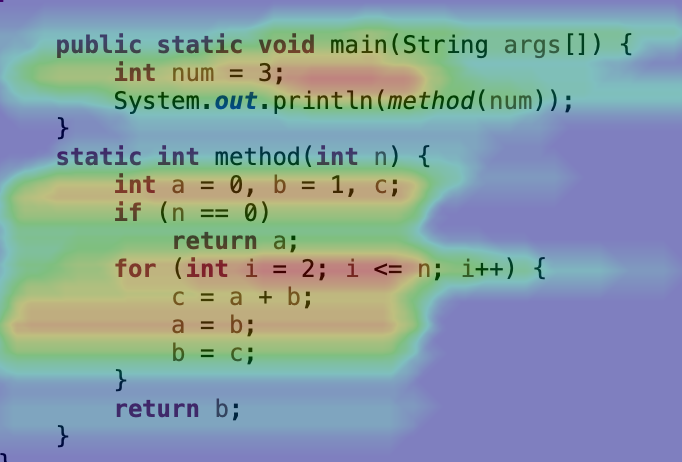 public static void main(String args[]) {
int num = 3;
System.out.println(method(num));
}
static int method(int n) {
int a = 0, b = 1, c;
if (n == 0)
return a;
for (int i = 2; i <= n; i++) {
c = a + b;
a = b;
b = c;
}
return b;
}
}